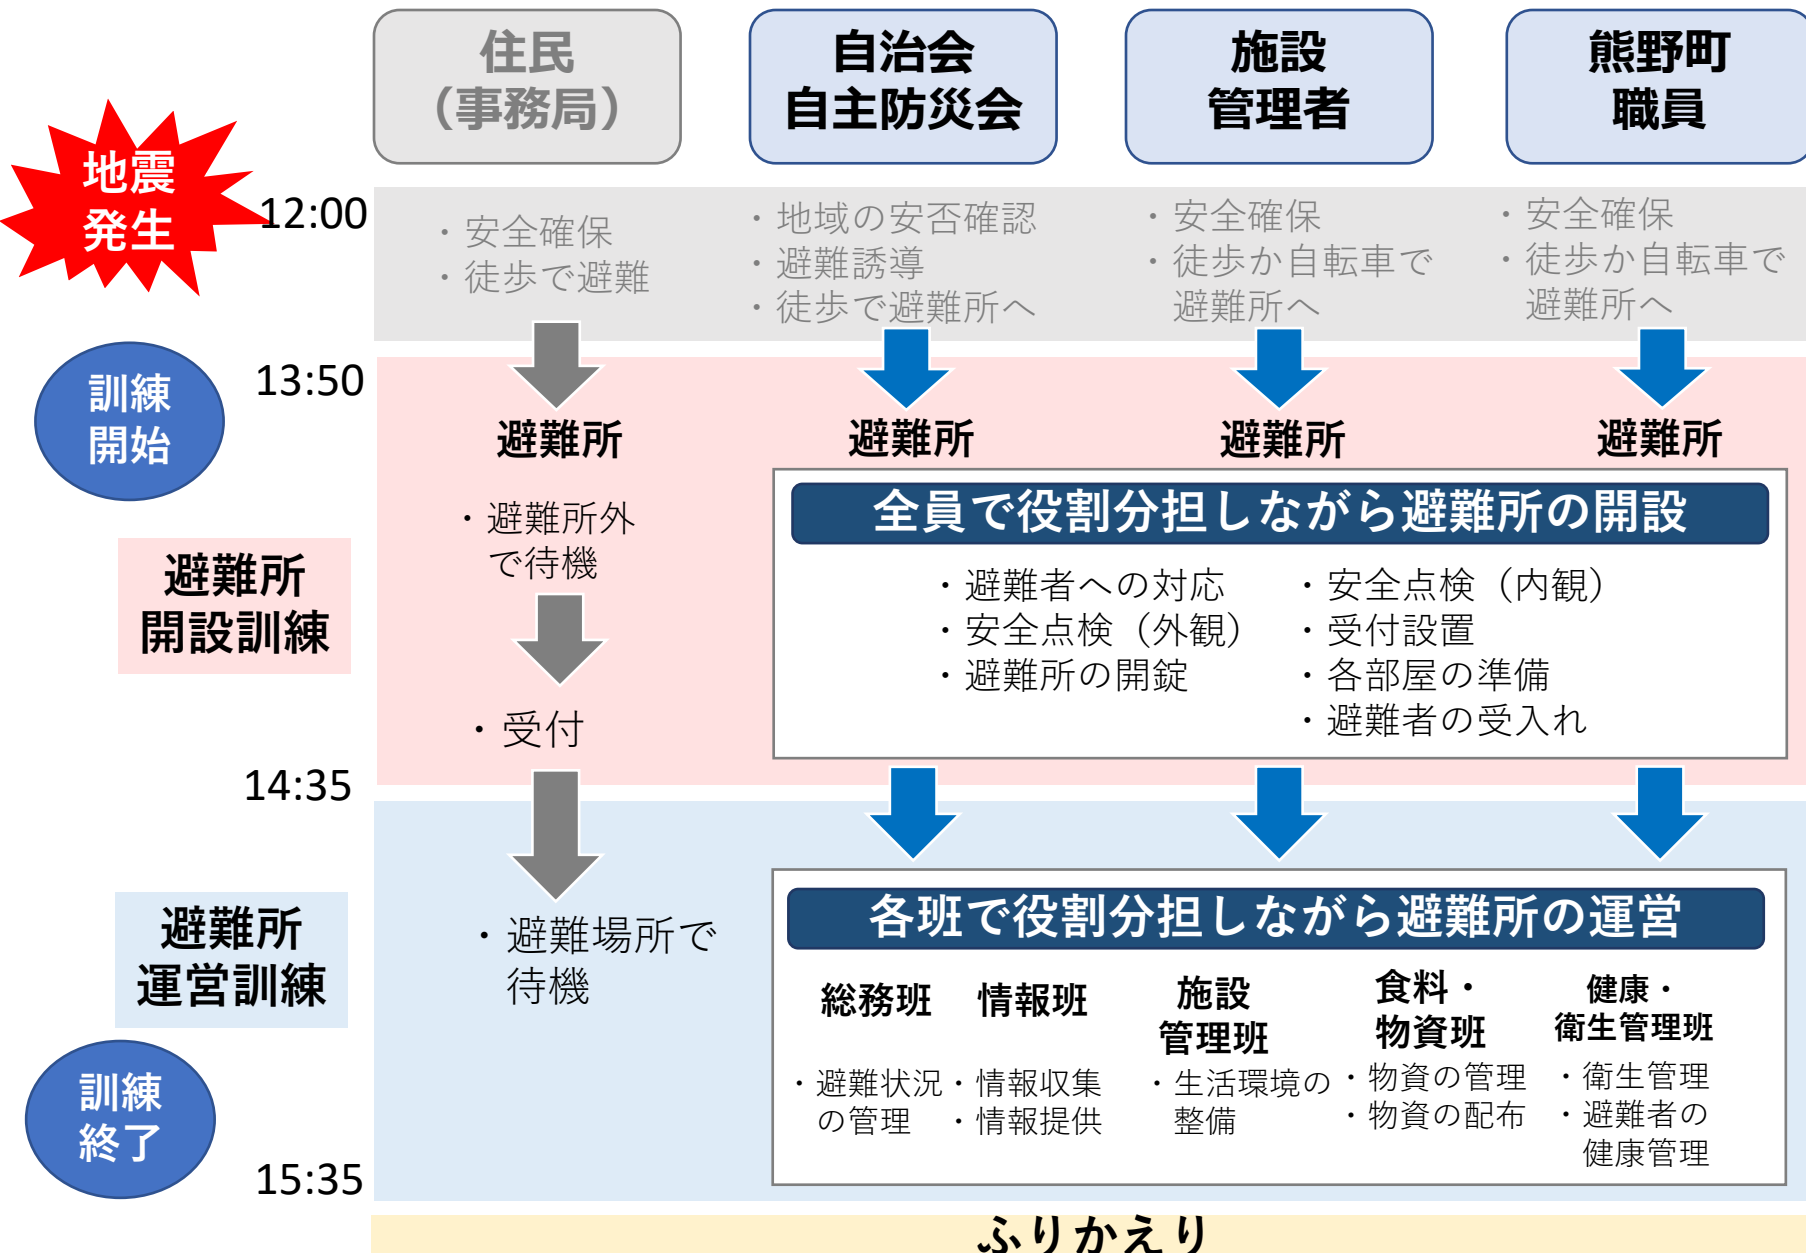 住民
（事務局）
自治会
自主防災会
施設
管理者
熊野町
職員
地震
発生
12:00
・安全確保
・徒歩で避難
・地域の安否確認
・避難誘導
・徒歩で避難所へ
・安全確保
・徒歩か自転車で
避難所へ
・安全確保
・徒歩か自転車で
避難所へ
訓練
開始
13:50
避難所
避難所
避難所
避難所
避難所
開設訓練
・避難所外
で待機
・受付
全員で役割分担しながら避難所の開設
・避難者への対応
・安全点検（外観）
・避難所の開錠
・安全点検（内観）
・受付設置
・各部屋の準備
・避難者の受入れ
14:35
避難所
運営訓練
・避難場所で
待機
各班で役割分担しながら避難所の運営
総務班
・避難状況
の管理
情報班
・情報収集
・情報提供
施設
管理班
・生活環境の
整備
食料・
物資班
・物資の管理
・物資の配布
健康・
衛生管理班
・衛生管理
・避難者の
健康管理
訓練
終了
15:35
ふりかえり